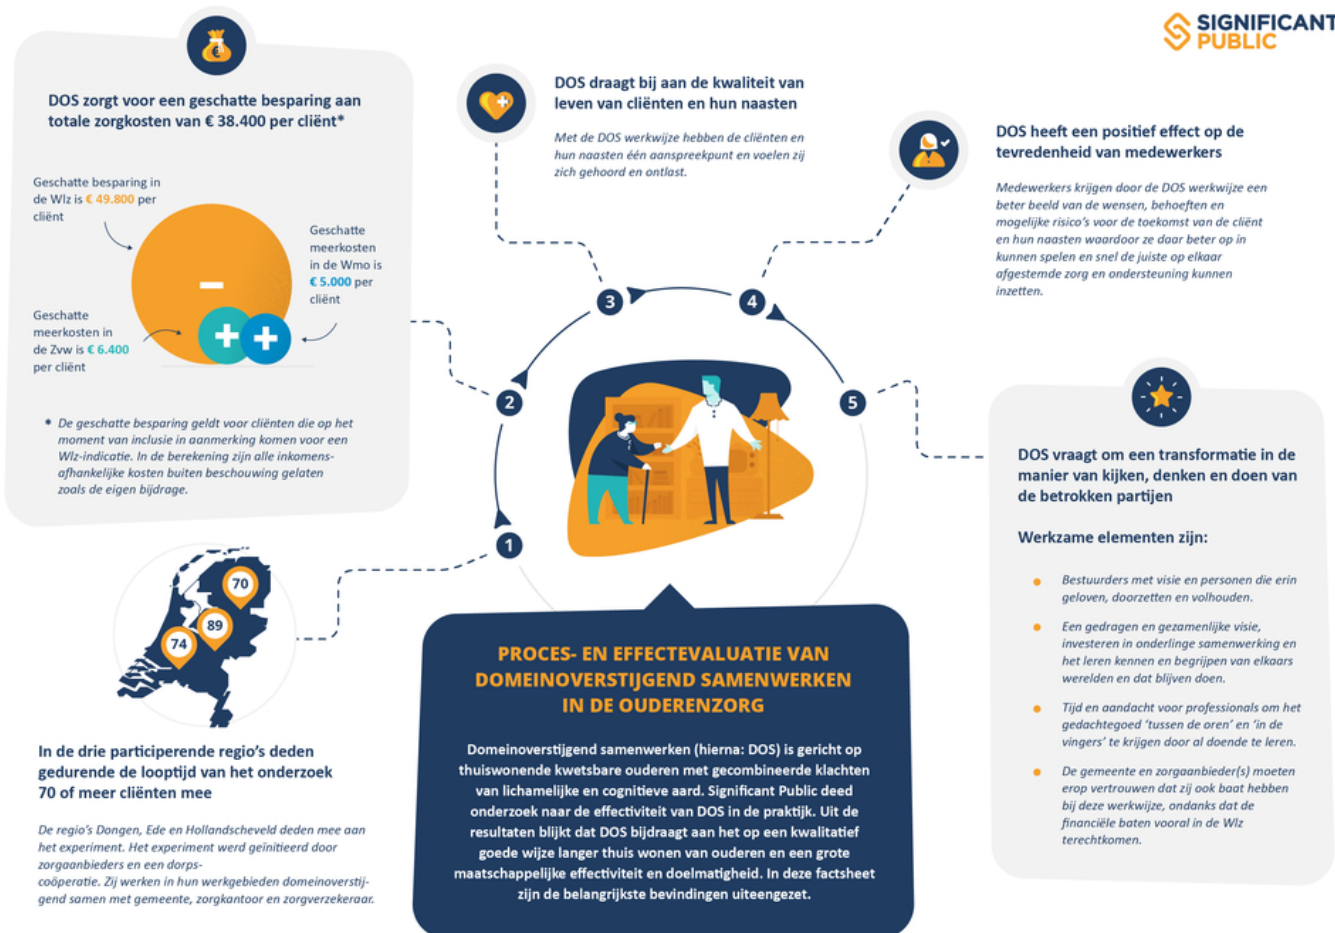 SIGNIFICANT
PUBLIC
DOS zorgt voor een geschatte besparing aan
totale zorgkosten van € 38.400 per cliënt*
Geschatte besparing in
de Wlz is € 49.800 per
cliënt
Geschatte
meerkosten
in de Wmo is
€ 5.000 per
cliënt
Geschatte
meerkosten in
de Zvw is € 6.400
per cliënt
-
+
+
* De geschatte besparing geldt voor cliënten die op het
moment van inclusie in aanmerking komen voor een
Wlz-indicatie. In de berekening zijn alle inkomens-
afhankelijke kosten buiten beschouwing gelaten
zoals de eigen bijdrage.
DOS draagt bij aan de kwaliteit van
leven van cliënten en hun naasten
Met de DOS werkwijze hebben de cliënten en
hun naasten één aanspreekpunt en voelen zij
zich gehoord en ontlast.
DOS heeft een positief effect op de
tevredenheid van medewerkers
Medewerkers krijgen door de DOS werkwijze een
beter beeld van de wensen, behoeften en
mogelijke risico's voor de toekomst van de cliënt
en hun naasten waardoor ze daar beter op in
kunnen spelen en snel de juiste op elkaar
afgestemde zorg en ondersteuning kunnen
inzetten.
1
2
3
4
5
70
89
74
In de drie participerende regio's deden
gedurende de looptijd van het onderzoek
70 of meer cliënten mee
De regio's Dongen, Ede en Hollandscheveld deden mee aan
het experiment. Het experiment werd geïnitieerd door
zorgaanbieders en een dorps-
coöperatie. Zij werken in hun werkgebieden domeinoverstij-
gend samen met gemeente, zorgkantoor en zorgverzekeraar.
PROCES- EN EFFECTEVALUATIE VAN
DOMEINOVERSTIJGEND SAMENWERKEN
IN DE OUDERENZORG
Domeinoverstijgend samenwerken (hierna: DOS) is gericht op
thuiswonende kwetsbare ouderen met gecombineerde klachten
van lichamelijke en cognitieve aard. Significant Public deed
onderzoek naar de effectiviteit van DOS in de praktijk. Uit de
resultaten blijkt dat DOS bijdraagt aan het op een kwalitatief
goede wijze langer thuis wonen van ouderen en een grote
maatschappelijke effectiviteit en doelmatigheid. In deze factsheet
zijn de belangrijkste bevindingen uiteengezet.
DOS vraagt om een transformatie in de
manier van kijken, denken en doen van
de betrokken partijen
Werkzame elementen zijn:
Bestuurders met visie en personen die erin
geloven, doorzetten en volhouden.
Een gedragen en gezamenlijke visie,
investeren in onderlinge samenwerking en
het leren kennen en begrijpen van elkaars
werelden en dat blijven doen.
Tijd en aandacht voor professionals om het
gedachtegoed 'tussen de oren' en 'in de
vingers' te krijgen door al doende te leren.
De gemeente en zorgaanbieder(s) moeten
erop vertrouwen dat zij ook baat hebben
bij deze werkwijze, ondanks dat de
financiële baten vooral in de Wlz
terechtkomen.